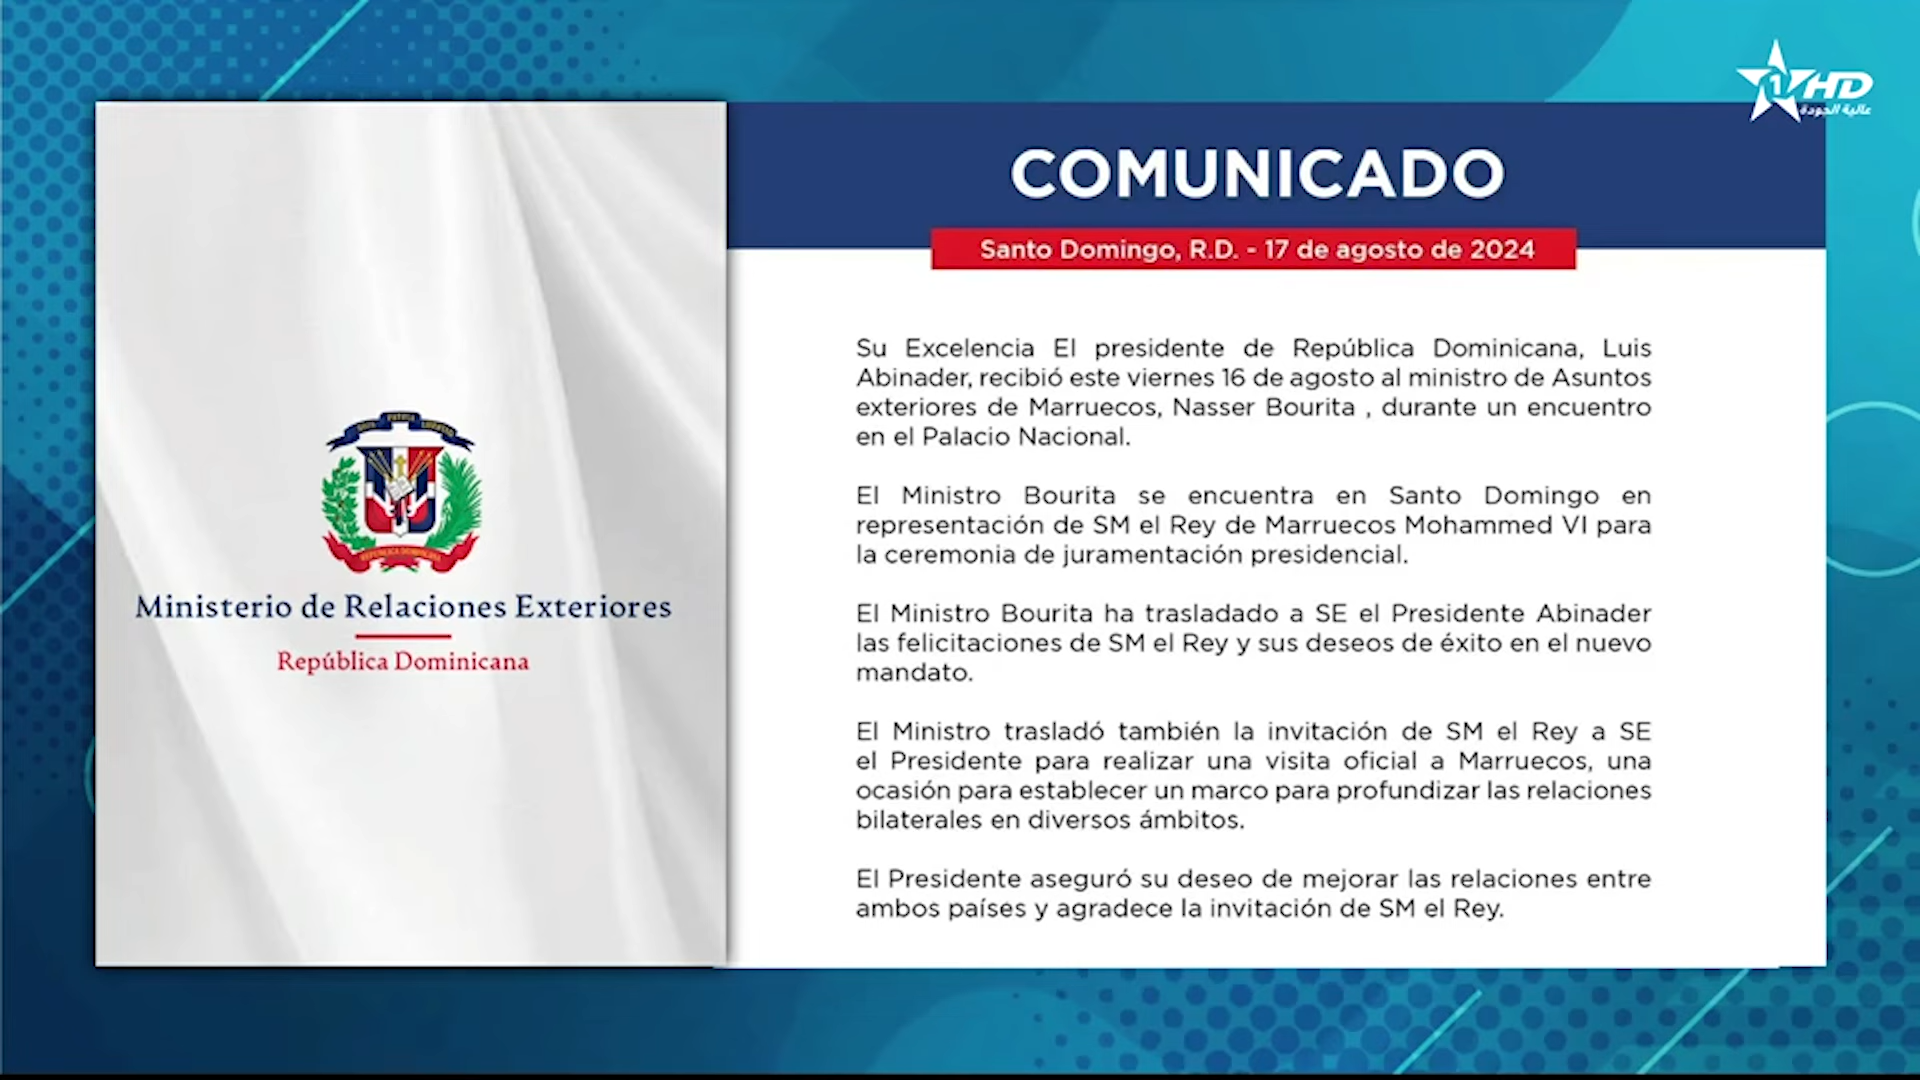 1 HD
عالية الجودة
COMUNICADO
Santo Domingo, R.D. - 17 de agosto de 2024
Su Excelencia El presidente de República Dominicana, Luis
Abinader, recibió este viernes 16 de agosto al ministro de Asuntos
exteriores de Marruecos, Nasser Bourita , durante un encuentro
en el Palacio Nacional.
El Ministro Bourita se encuentra en Santo Domingo en
representación de SM el Rey de Marruecos Mohammed VI para
la ceremonia de juramentación presidencial.
El Ministro Bourita ha trasladado a SE el Presidente Abinader
las felicitaciones de SM el Rey y sus deseos de éxito en el nuevo
mandato.
El Ministro trasladó también la invitación de SM el Rey a SE
el Presidente para realizar una visita oficial a Marruecos, una
ocasión para establecer un marco para profundizar las relaciones
bilaterales en diversos ámbitos.
El Presidente aseguró su deseo de mejorar las relaciones entre
ambos países y agradece la invitación de SM el Rey.
DIOS PATRIA LIBERTAD
REPÚBLICA DOMINICANA
Ministerio de Relaciones Exteriores
República Dominicana